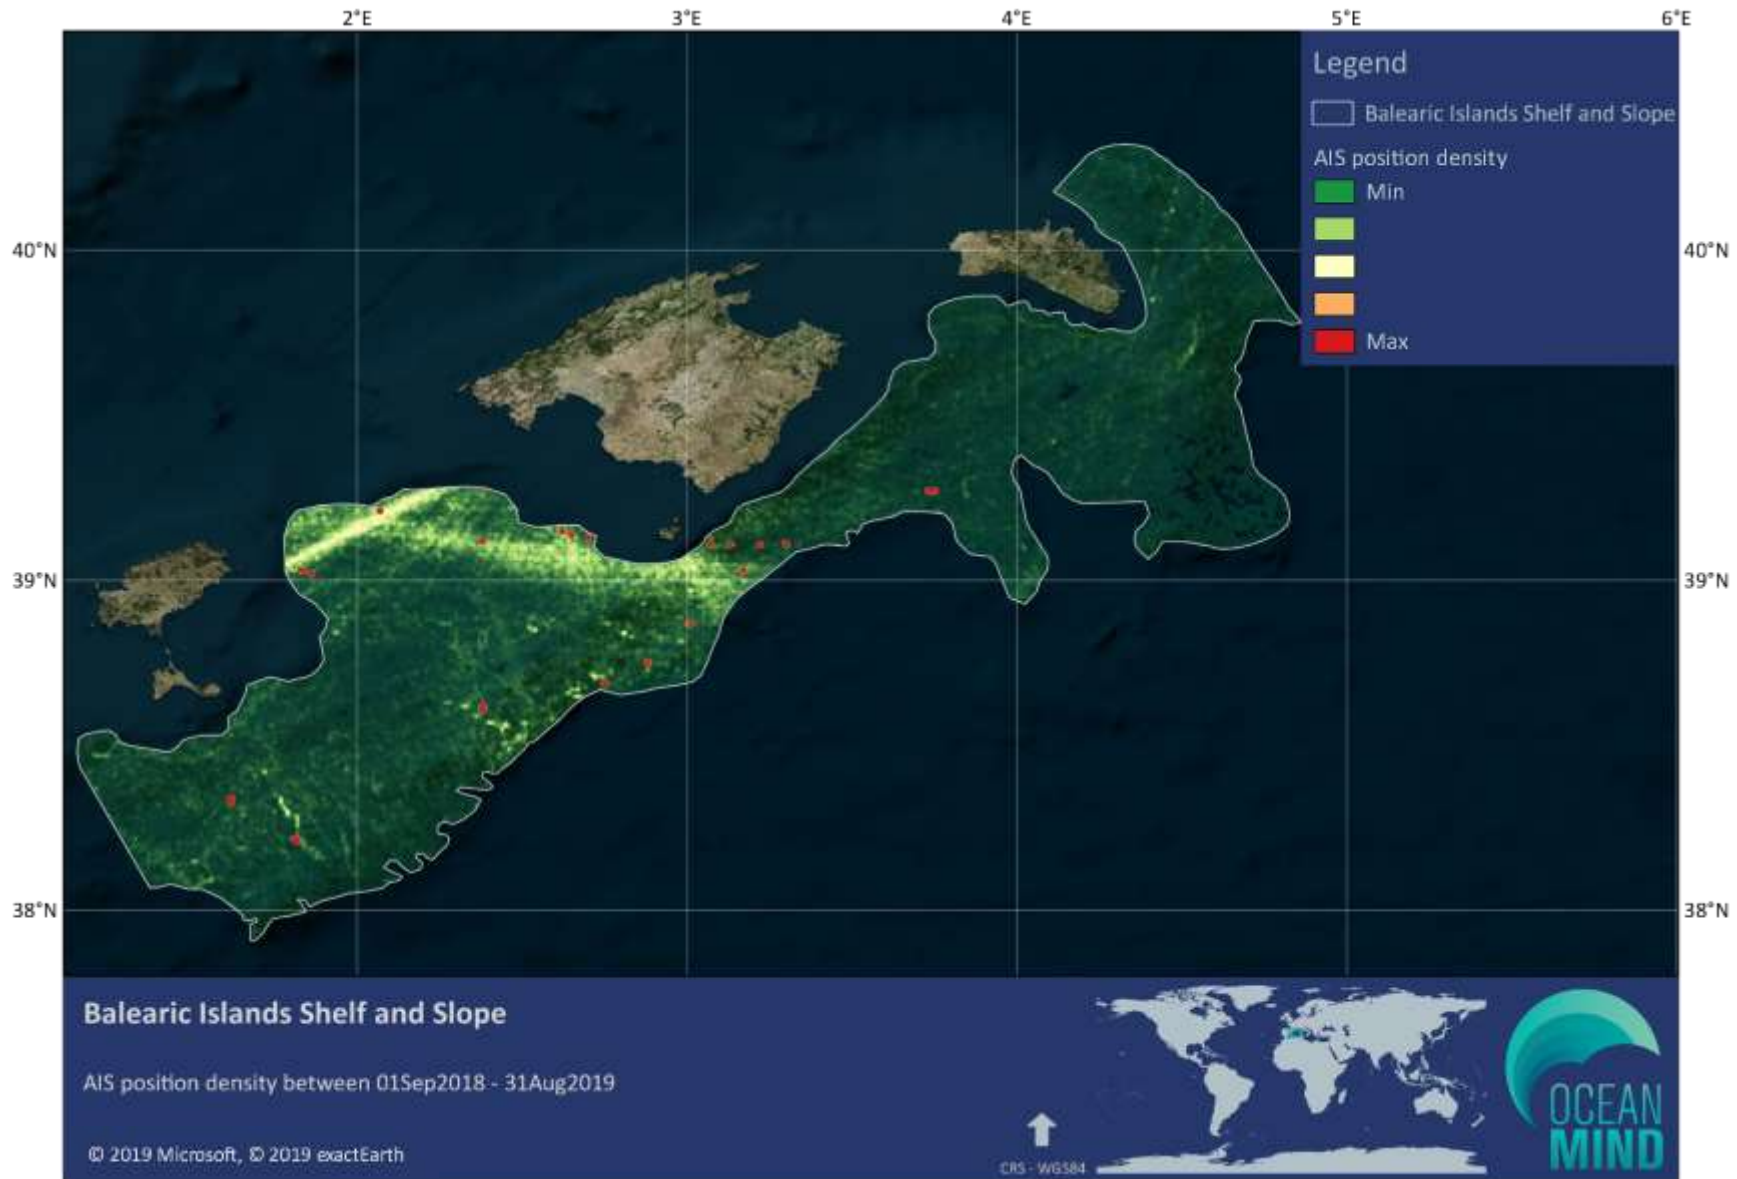 2°E 3°E 4°E 5°E 6°E
Legend
Balearic Islands Shelf and Slope
AIS position density
Min
Max
40°N 40°N
39°N 39°N
38°N 38°N
Balearic Islands Shelf and Slope
AIS position density between 01Sep2018 - 31Aug2019
© 2019 Microsoft, © 2019 exactEarth
CRS - WGS84
OCEAN
MIND